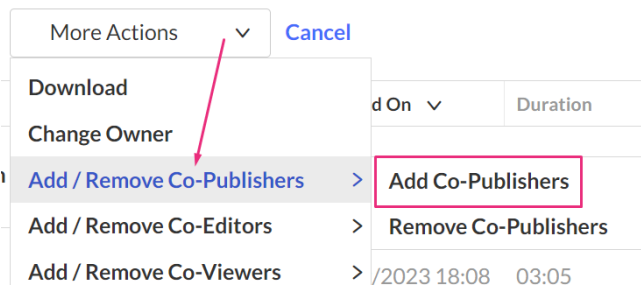 More Actions Cancel
Download
d On Duration
Change Owner
Add / Remove Co-Publishers Add Co-Publishers
Add / Remove Co-Editors Remove Co-Publishers
Add / Remove Co-Viewers /2023 18:08 03:05